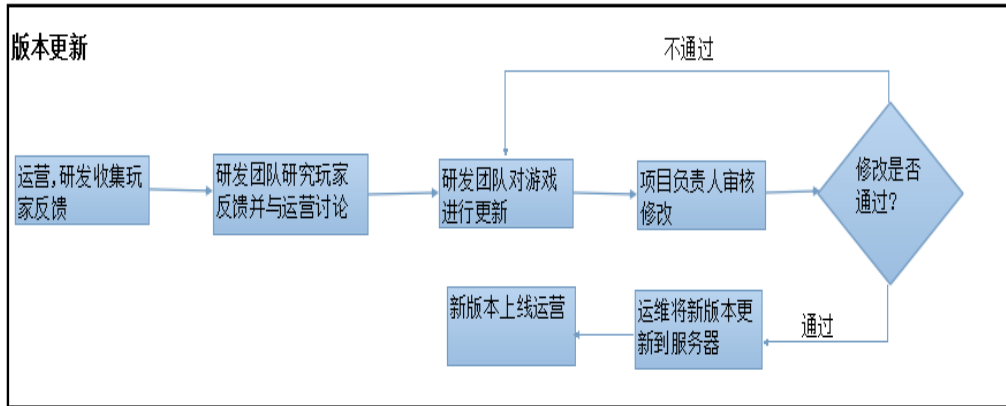 版本更新
不通过
运营,研发收集玩
家反馈
研发团队研究玩家
反馈并与运营讨论
研发团队对游戏
进行更新
项目负责人审核
修改
修改是否
通过?
通过
运维将新版本更
新到服务器
新版本上线运营